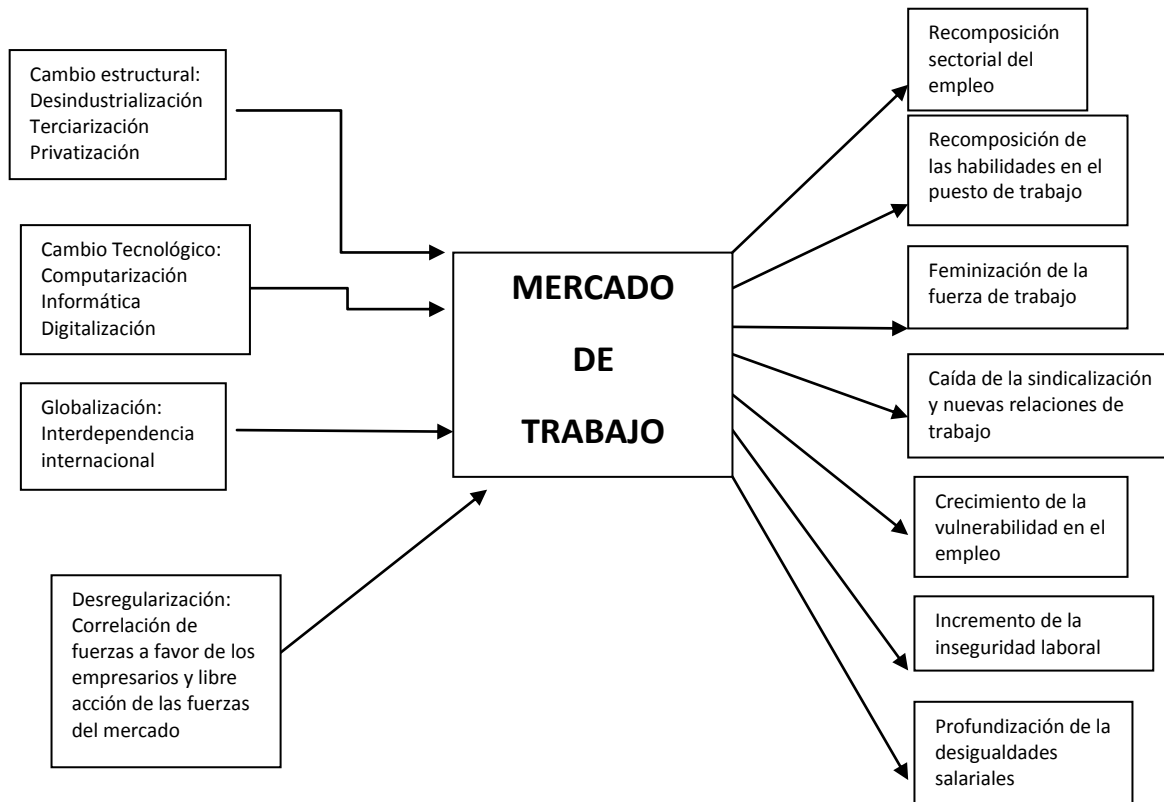 Cambio estructural:
Desindustrialización
Terciarización
Privatización
Cambio Tecnológico:
Computarización
Informática
Digitalización
Globalización:
Interdependencia
internacional
Desregularización:
Correlación de
fuerzas a favor de los
empresarios y libre
acción de las fuerzas
del mercado
MERCADO
DE
TRABAJO
Recomposición
sectorial del
empleo
Recomposición de
las habilidades en el
puesto de trabajo
Feminización de la
fuerza de trabajo
Caída de la sindicalización
y nuevas relaciones de
trabajo
Crecimiento de la
vulnerabilidad en el
empleo
Incremento de la
inseguridad laboral
Profundización de la
desigualdades
salariales